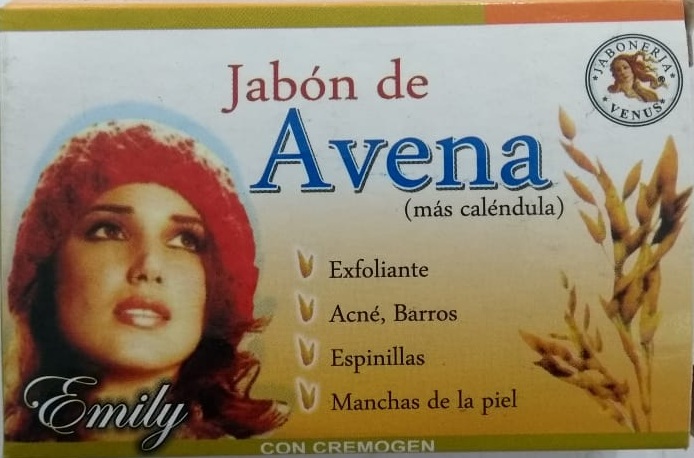 Jabón de
JABONERIA
VENUS
Avena
(más caléndula)
Exfoliante
Acné, Barros
Espinillas
Manchas de la piel
Emily
CON CREMOGEN